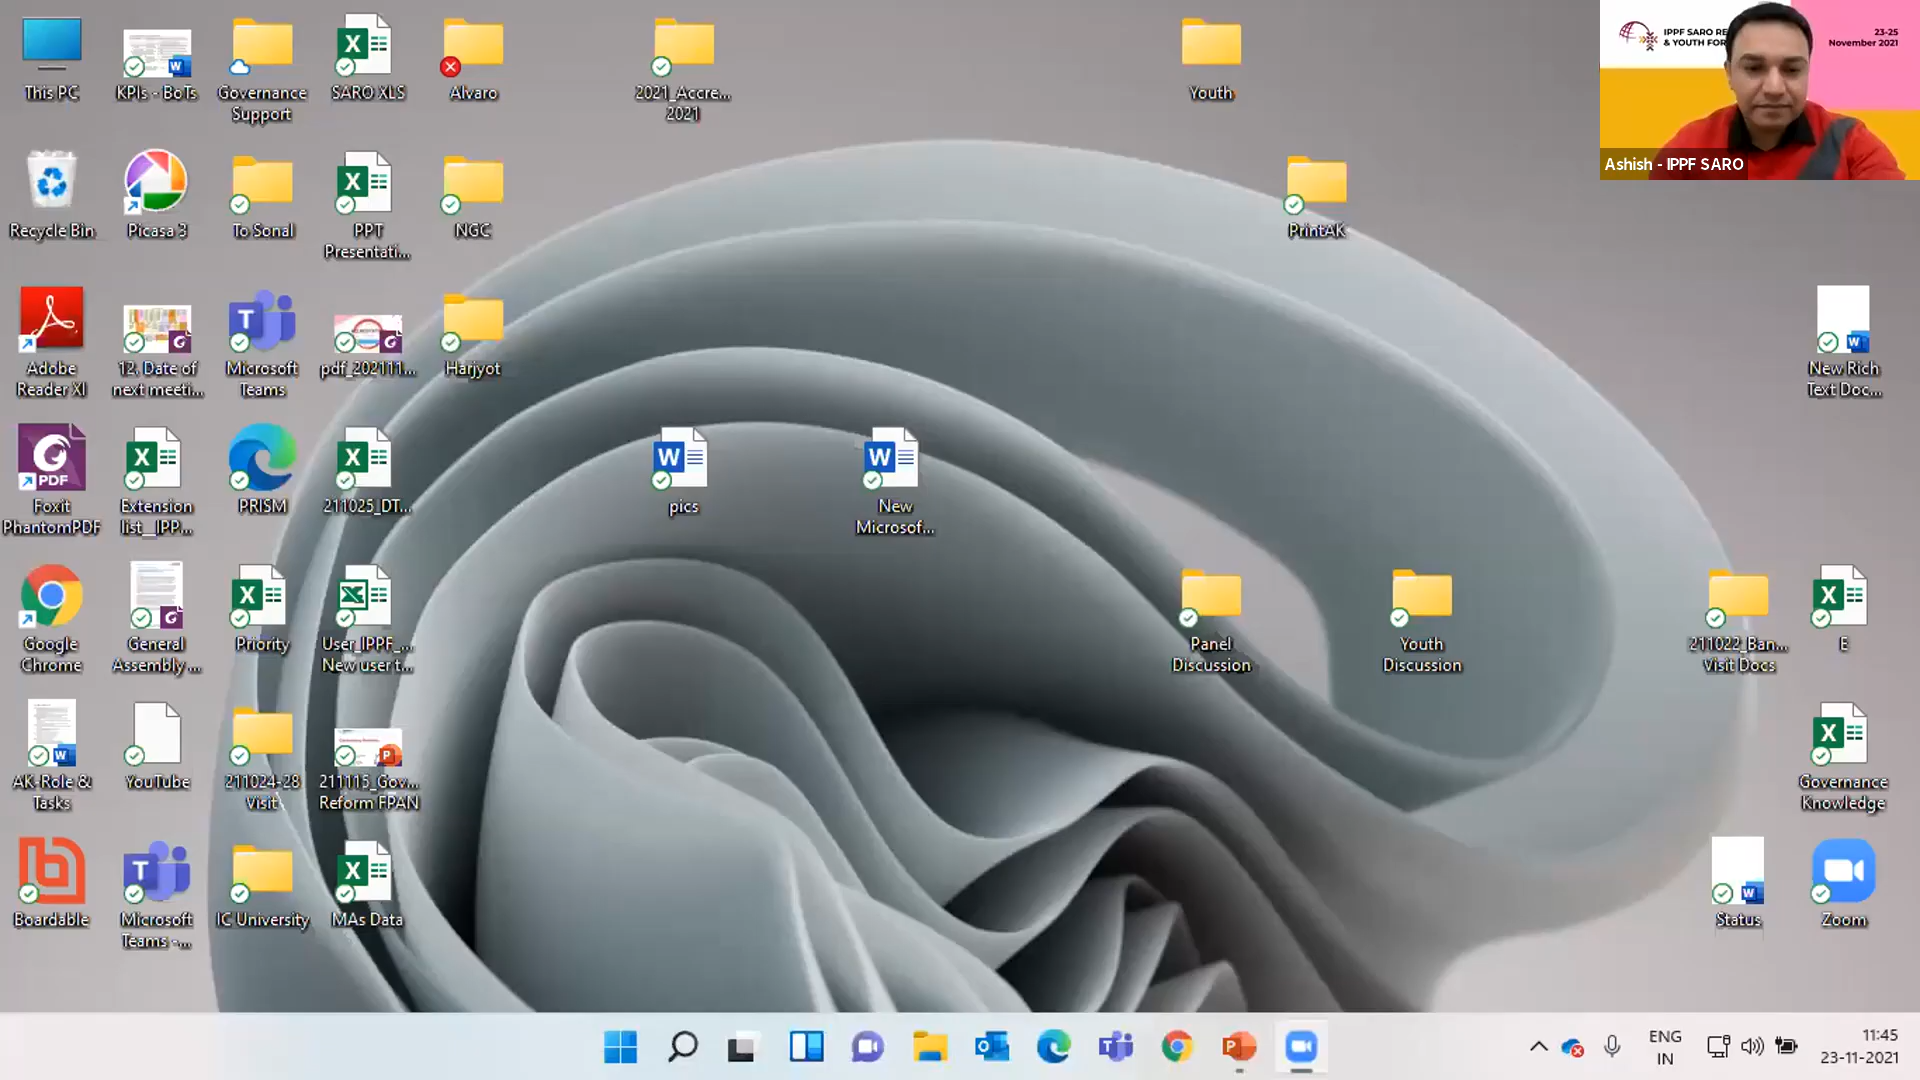 This PC
KPIs - BoTs
Governance
Support
SARO XLS
Alvaro
2021_Accre...
2021
Youth
IPPF SARO RE
& YOUTH FOR
23-25
November 2021
Ashish - IPPF SARO
Recycle Bin
Picasa 3
To Sonal
PPT
Presentati...
NGC
PrintAK
Adobe
Reader XI
12. Date of
next meeti...
Microsoft
Teams
pdf_202111...
Harjyot
New Rich
Text Doc...
PDF
Foxit
PhantomPDF
Extension
list__IPP...
PRISM
211025_DT...
pics
New
Microsof...
Google
Chrome
General
Assembly ...
Priority
User_IPPF_...
New user t...
Panel
Discussion
Youth
Discussion
211022_Ban...
Visit Docs
E
AK-Role &
Tasks
YouTube
211024-28
Visit
211115_Gov...
Reform FPAN
Governance
Knowledge
Boardable
Microsoft
Teams -...
IC University
MAs Data
Status
Zoom
ENG
IN
11:45
23-11-2021